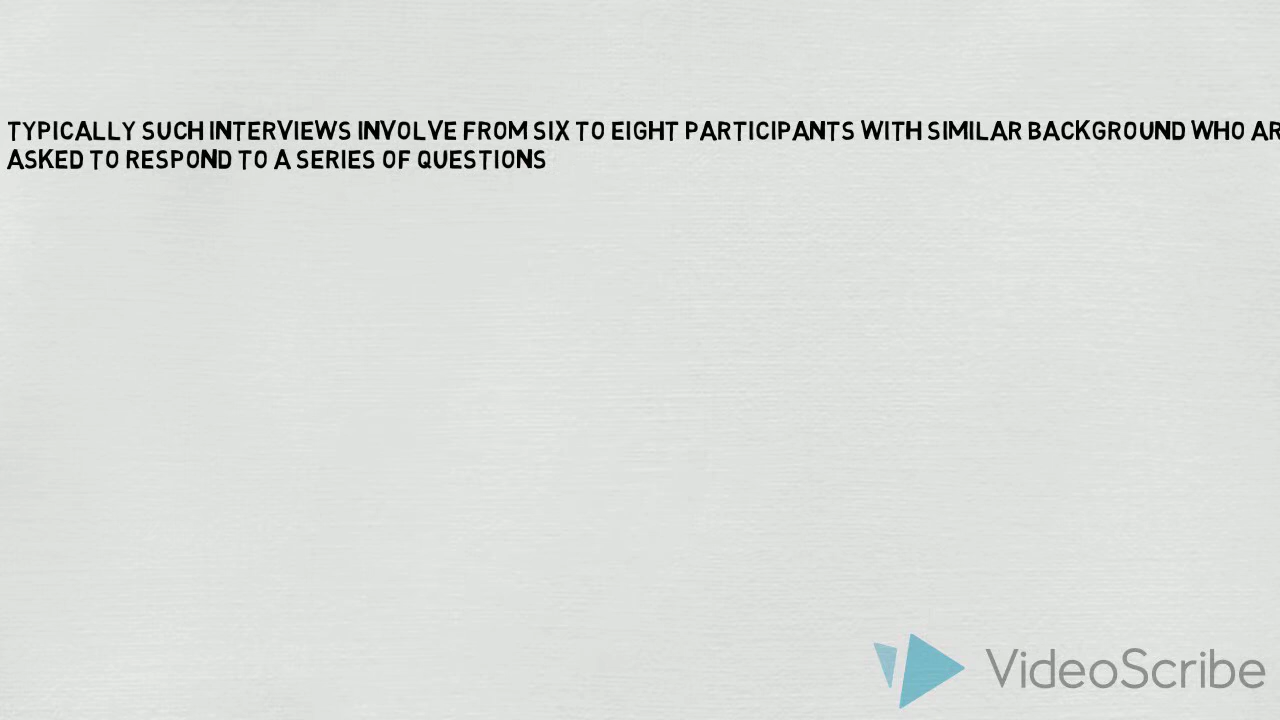 TYPICALLY SUCH INTERVIEWS INVOLVE FROM SIX TO EIGHT PARTICIPANTS WITH SIMILAR BACKGROUND WHO AR
ASKED TO RESPOND TO A SERIES OF QUESTIONS
VideoScribe